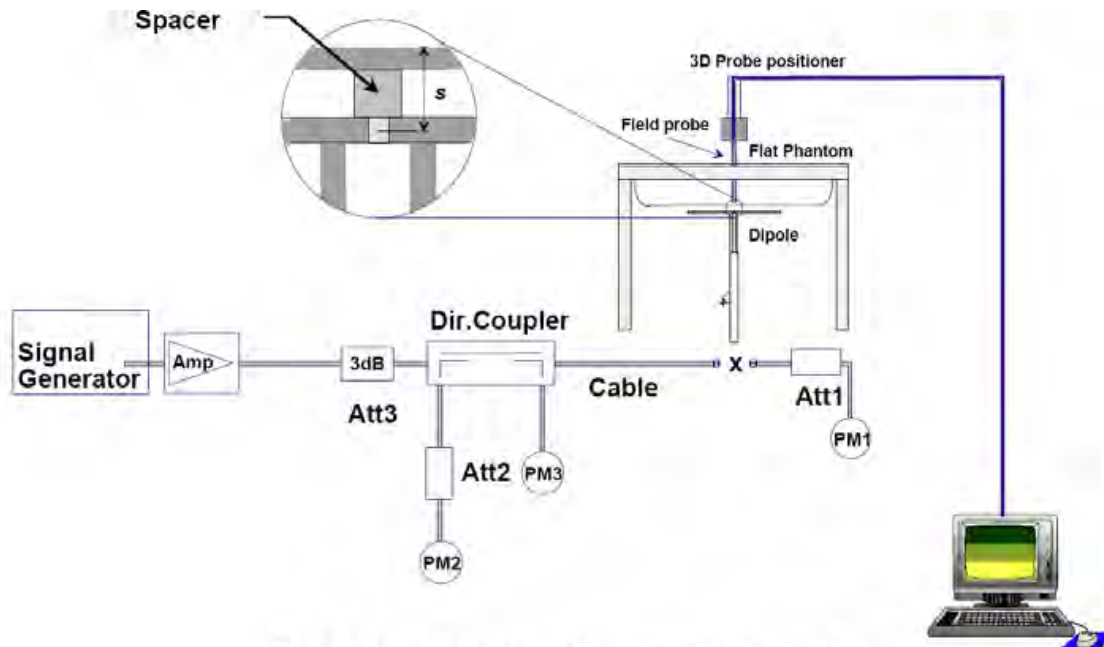 Spacer
s
3D Probe positioner
Field probe
Flat Phantom
Dipole
Signal
Generator
Amp
3dB
Att3
Dir.Coupler
Cable
x
Att1
PM1
Att2
PM3
PM2